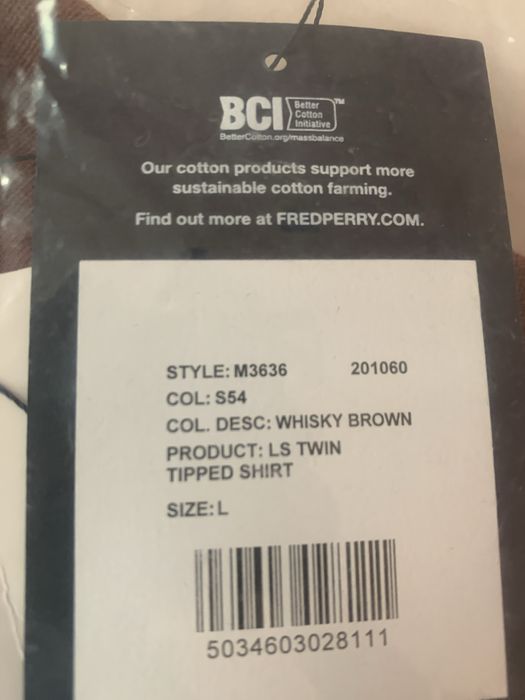 BCI Better Cotton Initiative™
BetterCotton.org/massbalance
Our cotton products support more
sustainable cotton farming.
Find out more at FREDPERRY.COM.
STYLE: M3636 201060
COL: S54
COL. DESC: WHISKY BROWN
PRODUCT: LS TWIN
TIPPED SHIRT
SIZE: L
5034603028111